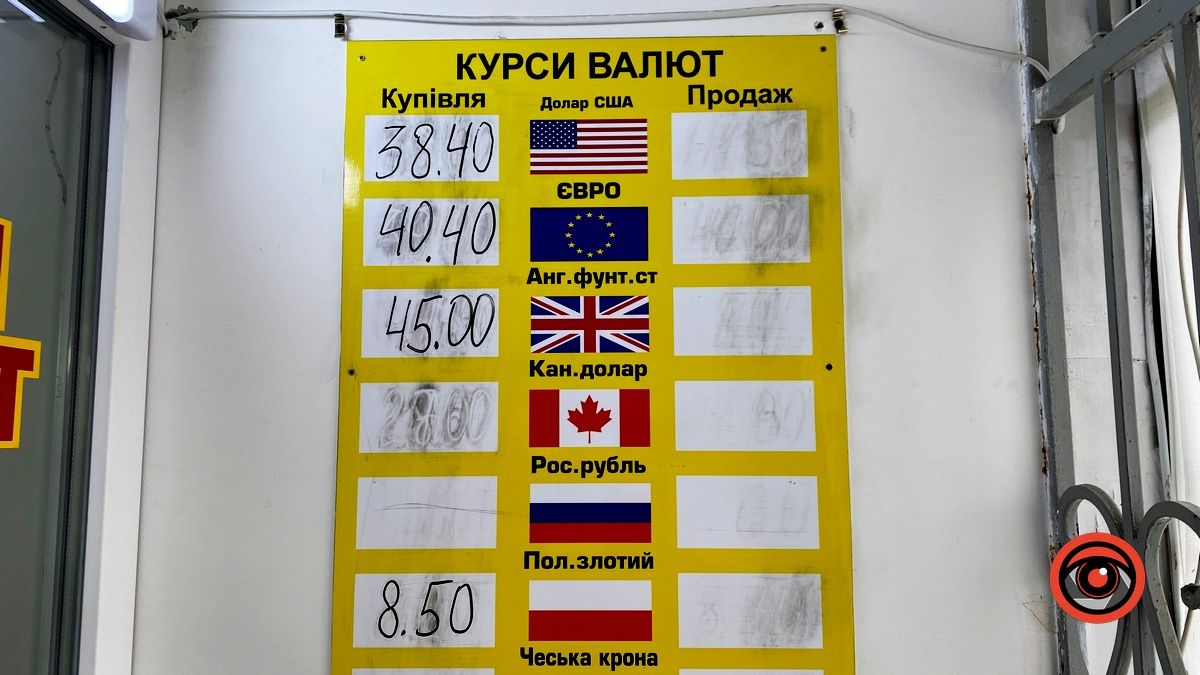 КУРСИ ВАЛЮТ
Купівля Долар США Продаж
38.40
ЄВРО
40.40
Анг.фунт.ст
45.00
Кан.долар
Рос.рубль
Пол.злотий
8.50
Чеська крона